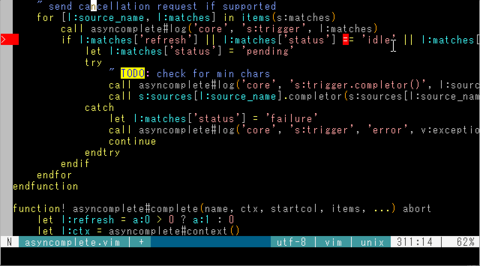 ~ send cancellation request if supported
for [l:source_name, l:matches] in items(s:matches)
call asyncomplete#log('core', 's:trigger', l:matches)
> if l:matches['refresh'] || l:matches['status'] == 'idle' || l:matches[
let l:matches['status'] = 'pending'
try
~ TODO: check for min chars
call asyncomplete#log('core', 's:trigger.completor()', l:sourc
call s:sources[l:source_name].completor(s:sources[l:source_nam
catch
let l:matches['status'] = 'failure'
call asyncomplete#log('core', 's:trigger', 'error', v:exception
continue
endtry
endif
endfor
endfunction
function! asyncomplete#complete(name, ctx, startcol, items, ...) abort
let l:refresh = a:0 > 0 ? a:1 : 0
let l:ctx = asyncomplete#context()
N asyncomplete.vim | + utf-8 | vim | unix 311:14 | 62%